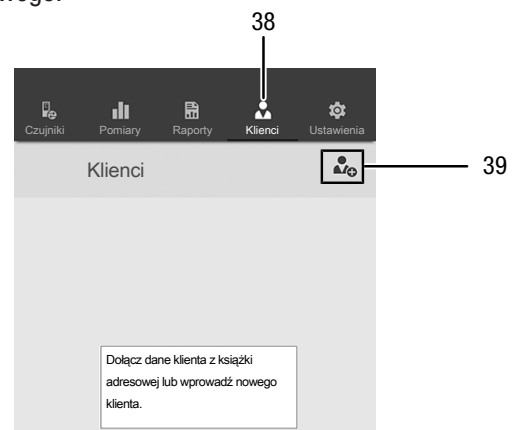 38
Czujniki Pomiary Raporty Klienci Ustawienia
Klienci
39
Dołącz dane klienta z książki
adresowej lub wprowadź nowego
klienta.